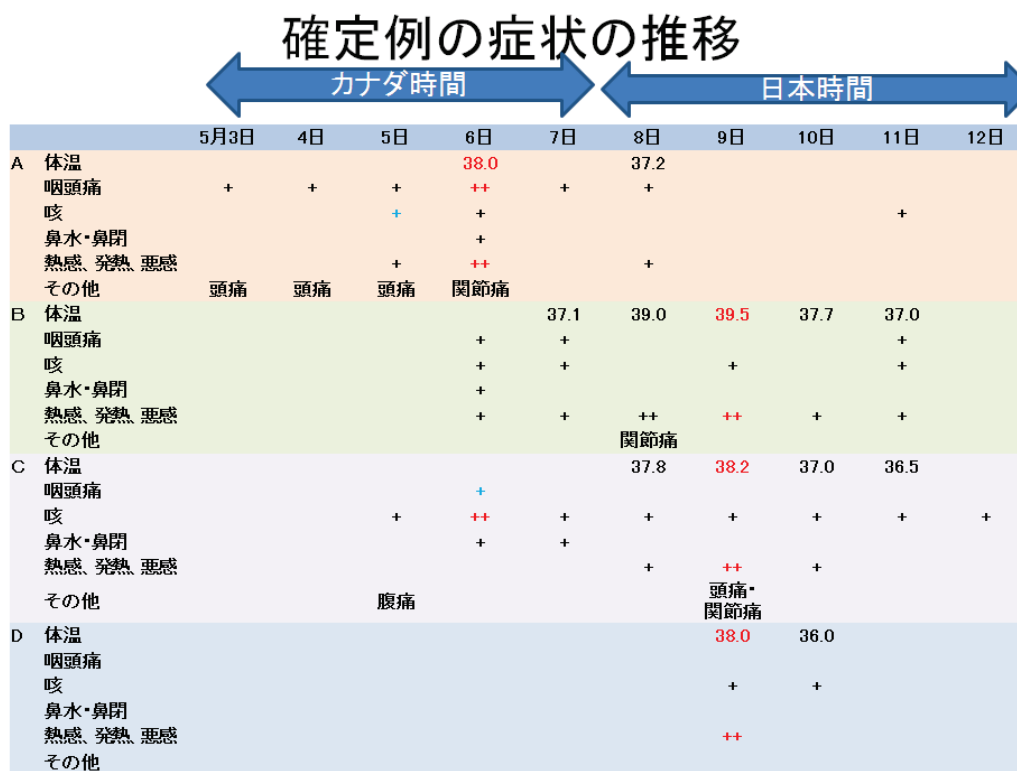 確定例の症状の推移
カナダ時間 日本時間
5月3日 4日 5日 6日 7日 8日 9日 10日 11日 12日
A 体温 38.0 37.2
咽頭痛 + + + ++ + +
咳 + + +
鼻水・鼻閉 +
熱感、発熱、悪感 + ++ +
その他 頭痛 頭痛 頭痛 関節痛
B 体温 37.1 39.0 39.5 37.7 37.0
咽頭痛 + + +
咳 + + + +
鼻水・鼻閉 +
熱感、発熱、悪感 + + ++ ++ + +
その他 関節痛
C 体温 37.8 38.2 37.0 36.5
咽頭痛 +
咳 + ++ + + + + + +
鼻水・鼻閉 + +
熱感、発熱、悪感 + ++ +
その他 腹痛 頭痛・
関節痛
D 体温 38.0 36.0
咽頭痛
咳 + +
鼻水・鼻閉
熱感、発熱、悪感 ++
その他